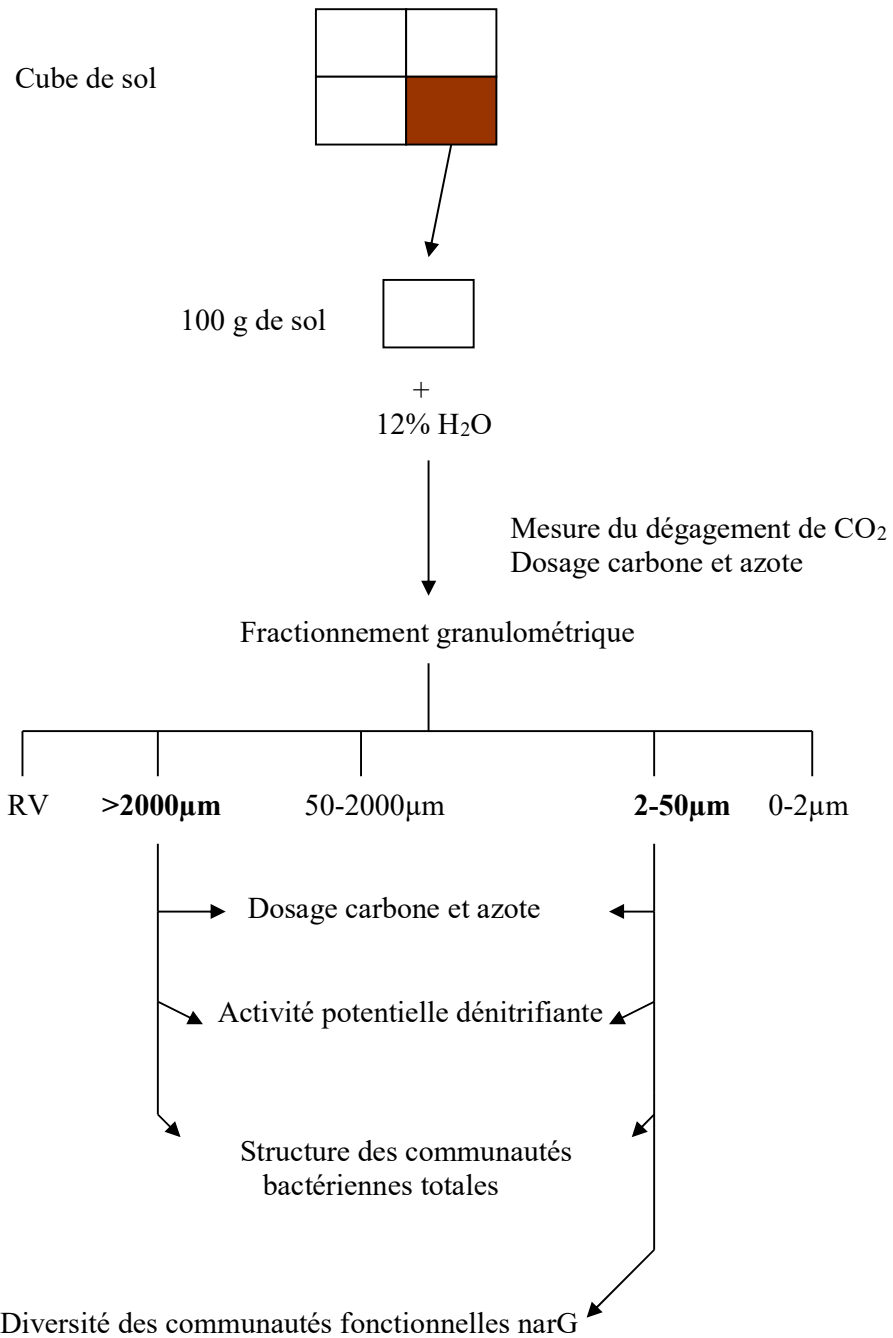 Cube de sol
100 g de sol
+
12% H₂O
Mesure du dégagement de CO₂
Dosage carbone et azote
Fractionnement granulométrique
RV >2000µm 50-2000µm 2-50µm 0-2µm
Dosage carbone et azote
Activité potentielle dénitrifiante
Structure des communautés
bactériennes totales
Diversité des communautés fonctionnelles narG